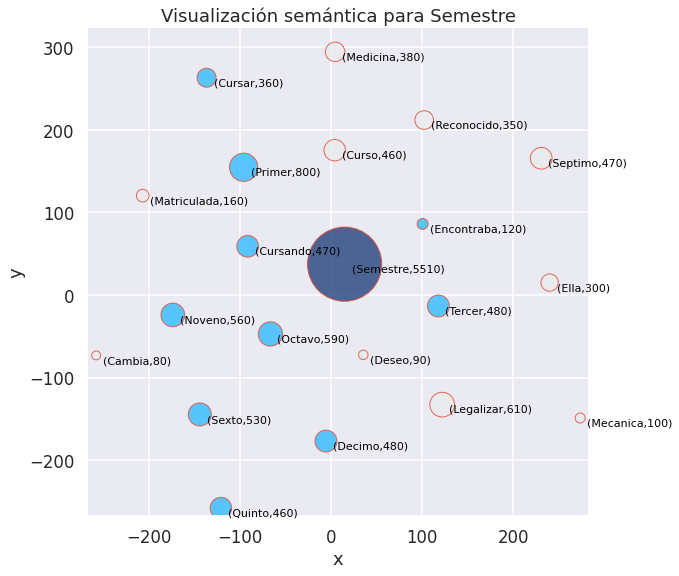 Visualización semántica para Semestre
300
(Medicina,380)
(Cursar,360)
(Reconocido,350)
200
(Curso,460)
(Septimo,470)
(Primer,800)
(Matriculada,160)
100
(Encontraba,120)
(Cursando,470)
(Semestre,5510)
y
0
(Ella,300)
(Tercer,480)
(Noveno,560)
(Octavo,590)
(Cambia,80)
(Deseo,90)
−100
(Legalizar,610)
(Sexto,530)
(Mecanica,100)
(Decimo,480)
−200
(Quinto,460)
−200 −100 0 100 200
x